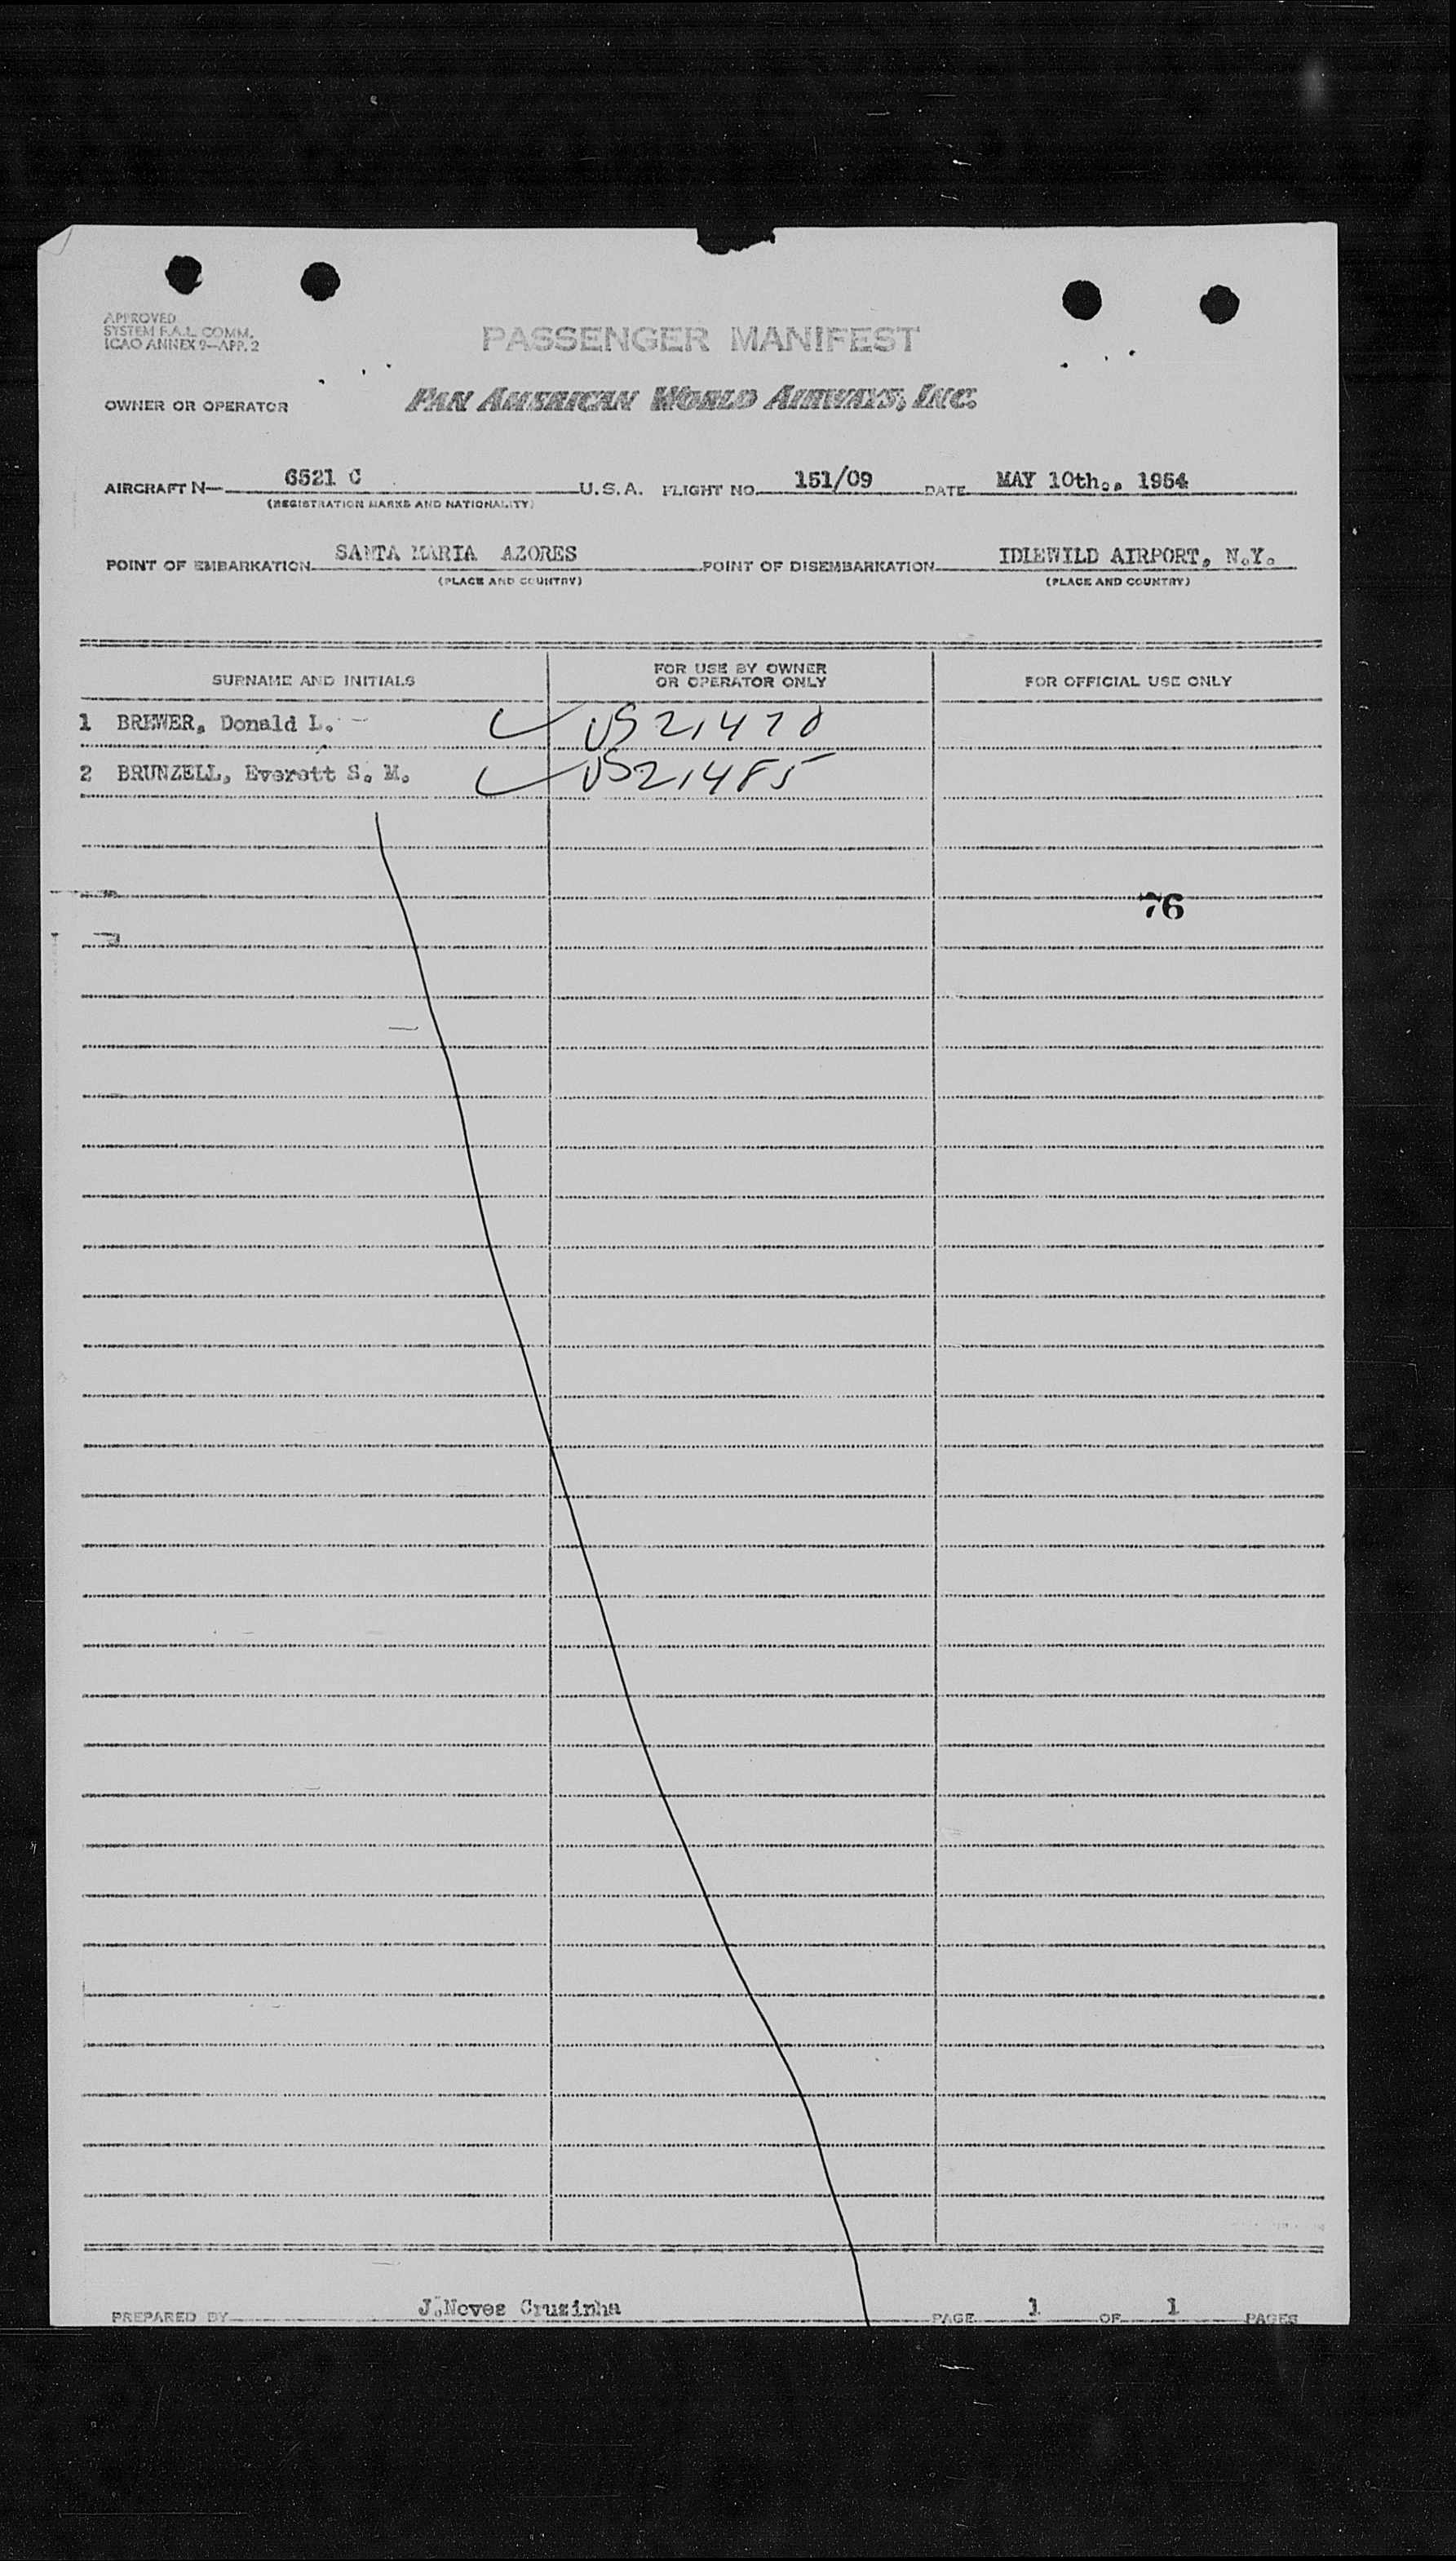 APPROVED
SYSTEM F.A.L. COMM.
ICAO ANNEX 9—APP. 2
PASSENGER MANIFEST
OWNER OR OPERATOR PAN AMERICAN WORLD AIRWAYS, INC.
AIRCRAFT N— 6521 C U.S.A. FLIGHT NO. 151/09 DATE MAY 10th., 1954
(REGISTRATION MARKS AND NATIONALITY)
POINT OF EMBARKATION SANTA MARIA AZORES POINT OF DISEMBARKATION IDLEWILD AIRPORT, N.Y.
(PLACE AND COUNTRY) (PLACE AND COUNTRY)
SURNAME AND INITIALS FOR USE BY OWNER OR OPERATOR ONLY FOR OFFICIAL USE ONLY
1 BREWER, Donald L. US 21470
2 BRUNZELL, Everett S. M. US21485
76
PREPARED BY J.Neves Cruzinha PAGE 1 OF 1 PAGES